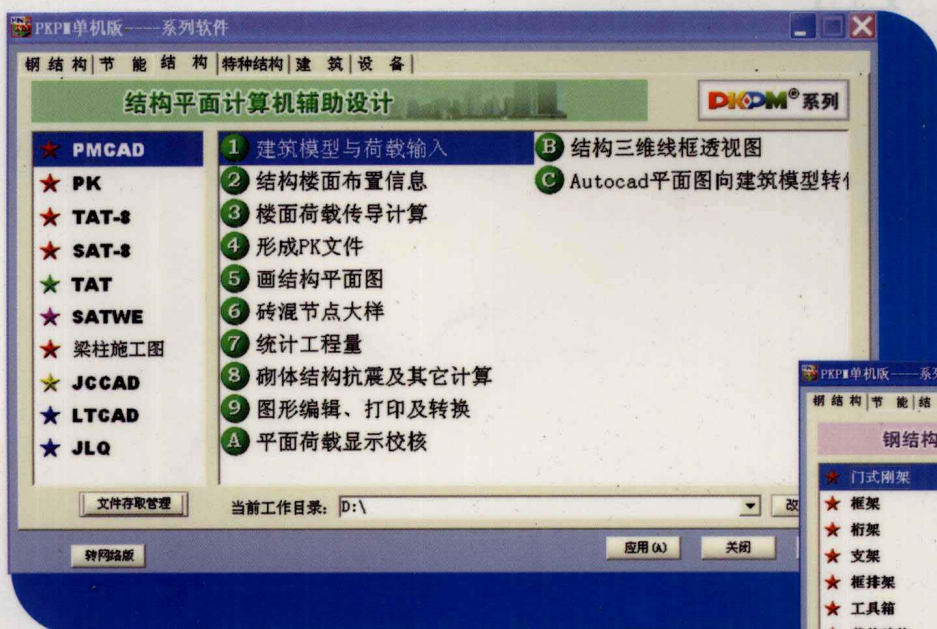 PKPM单机版----系列软件
钢 结 构 节 能 结 构 特种结构 建 筑 设 备
结构平面计算机辅助设计
PKPM®系列
PMCAD
PK
TAT-8
SAT-8
TAT
SATWE
梁柱施工图
JCCAD
LTCAD
JLQ
1 建筑模型与荷载输入
2 结构楼面布置信息
3 楼面荷载传导计算
4 形成PK文件
5 画结构平面图
6 砖混节点大样
7 统计工程量
8 砌体结构抗震及其它计算
9 图形编辑、打印及转换
A 平面荷载显示校核
B 结构三维线框透视图
C Autocad平面图向建筑模型转
文件存取管理
当前工作目录: D:\
改
转网络版
应用(A)
关闭
PKPM单机版----系
钢 结 构 节 能 结
钢结构
门式刚架
框架
桁架
支架
框排架
工具箱